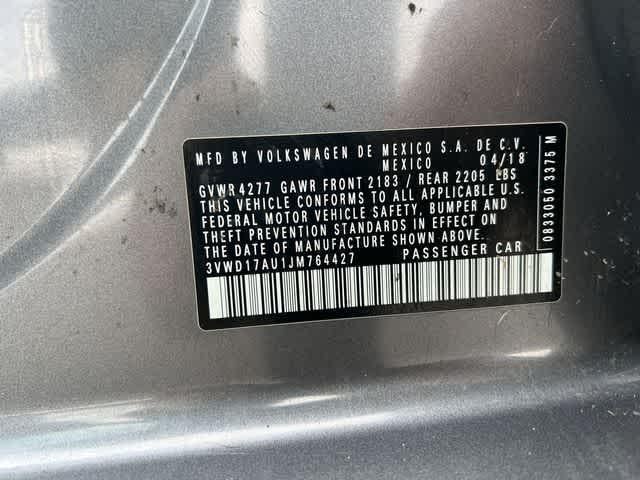 MFD BY VOLKSWAGEN DE MEXICO S.A. DE C.V.
MEXICO 04/18
GVWR 4277 GAWR FRONT 2183 / REAR 2205 LBS
THIS VEHICLE CONFORMS TO ALL APPLICABLE U.S.
FEDERAL MOTOR VEHICLE SAFETY, BUMPER AND
THEFT PREVENTION STANDARDS IN EFFECT ON
THE DATE OF MANUFACTURE SHOWN ABOVE.
3VWD17AU1JM764427 PASSENGER CAR
0833050 3375 M